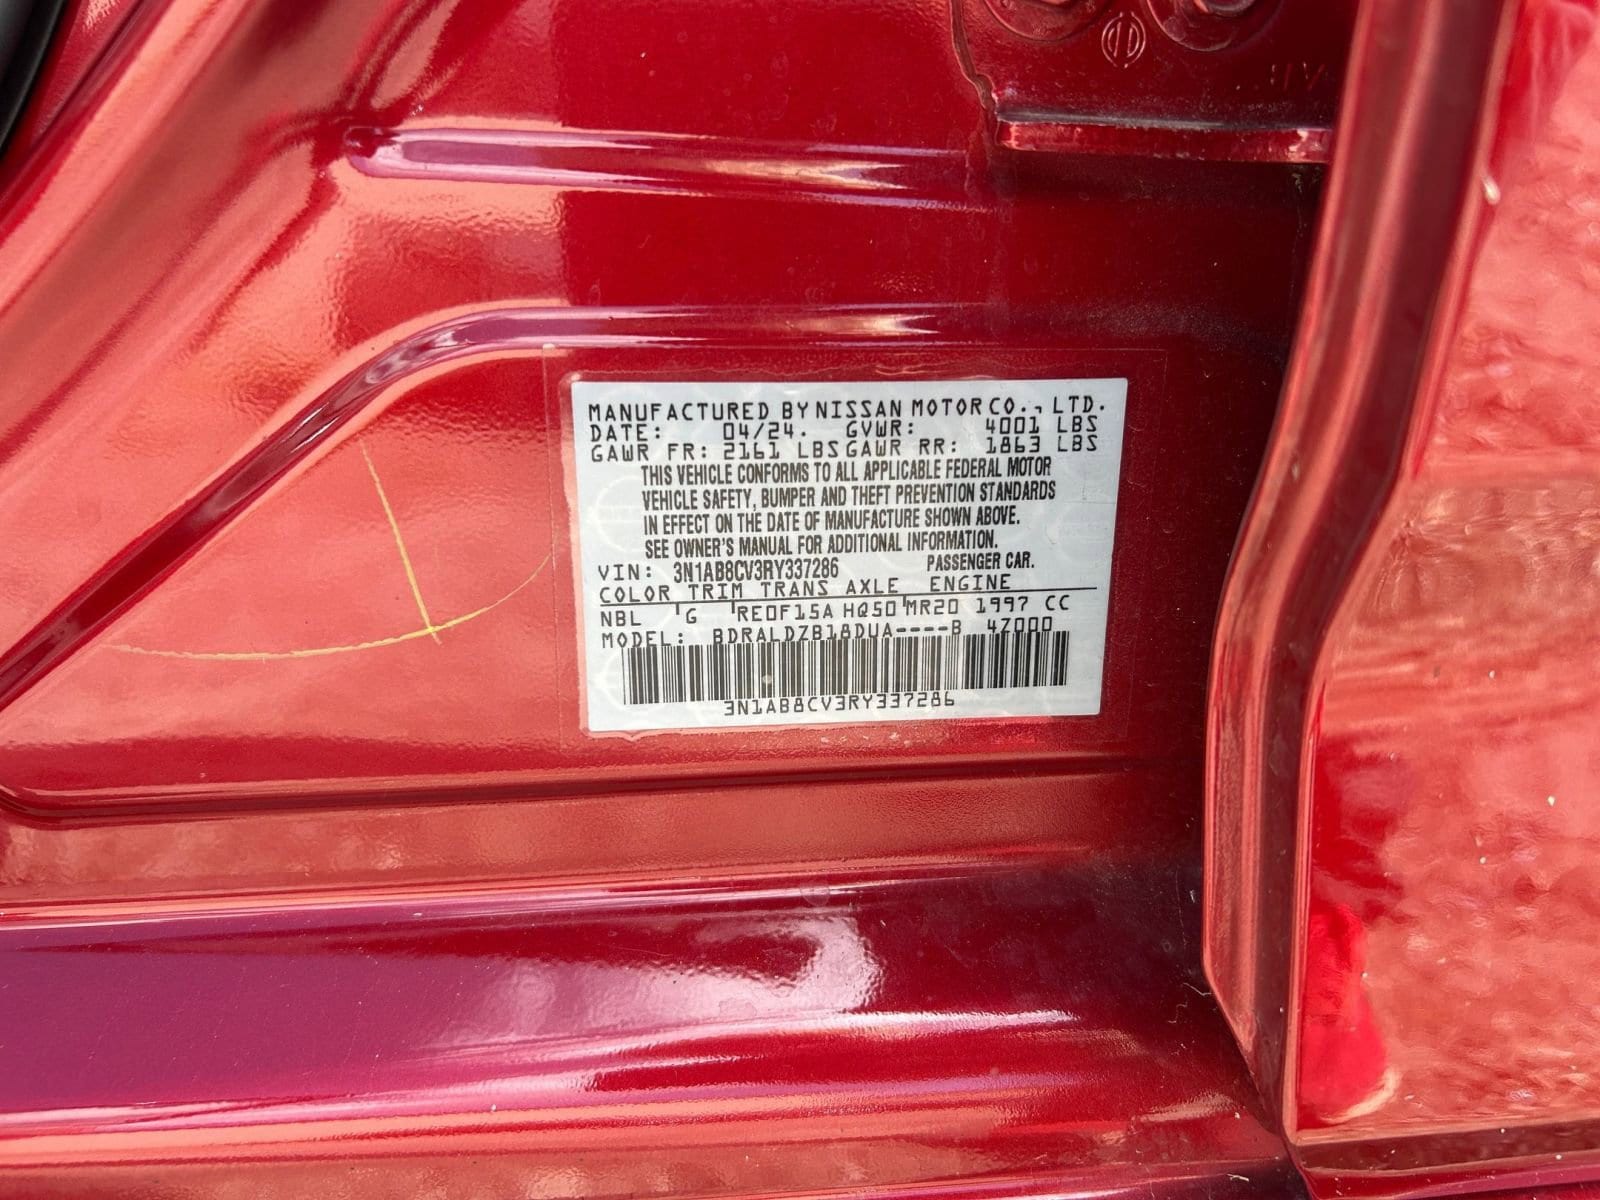 MANUFACTURED BY NISSAN MOTOR CO., LTD.
DATE: 04/24. GVWR: 4001 LBS
GAWR FR: 2161 LBS GAWR RR: 1863 LBS
THIS VEHICLE CONFORMS TO ALL APPLICABLE FEDERAL MOTOR
VEHICLE SAFETY, BUMPER AND THEFT PREVENTION STANDARDS
IN EFFECT ON THE DATE OF MANUFACTURE SHOWN ABOVE.
SEE OWNER'S MANUAL FOR ADDITIONAL INFORMATION.
VIN: 3N1AB8CV3RY337286 PASSENGER CAR.
COLOR TRIM TRANS AXLE ENGINE
NBL G RE0F15A HQ50 MR20 1997 CC
MODEL: BDRALDZB18DUA----B 4Z000
3N1AB8CV3RY337286